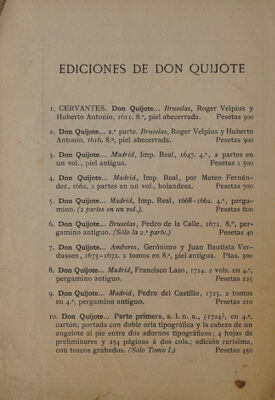 EDICIONES DE DON QUIJOTE
1. CERVANTES. Don Quijote... Bruselas, Roger Velpius y
Huberto Antonio, 1611. 8.º, piel abecerrada. Pesetas 300
2. Don Quijote... 2.ª parte. Bruselas, Roger Velpius y Huberto
Antonio, 1616. 8.º, piel abecerrada. Pesetas 300
3. Don Quijote... Madrid, Imp. Real, 1647. 4.º, 2 partes en
un vol., piel antigua. Pesetas 1 500
4. Don Quijote... Madrid, Imp. Real, por Mateo Fernán-
dez, 1662. 2 partes en un vol., holandesa. Pesetas 700
5. Don Quijote... Madrid, Imp. Real, 1668-1662. 4.º, perga-
mino. (2 partes en un vol.). Pesetas 600
6. Don Quijote... Bruselas, Pedro de la Calle, 1671. 8.º, per-
gamino antiguo. (Sólo 2.ª parte.) Pesetas 40
7. Don Quijote... Amberes, Gerónimo y Juan Bautista Ver-
dussen, 1673-1672. 2 tomos en 8.º, piel antigua. Ptas. 300
8. Don Quijote... Madrid, Francisco Laso, 1714, 2 vols. en 4.º,
pergamino antiguo. Pesetas 225
9. Don Quijote... Madrid, Pedro del Castillo, 1723, 2 tomos
en 4.º, pergamino antiguo. Pesetas 210
10. Don Quijote... Parte primera, s. l. n. a., ¿1724?, en 4.º,
cartón; portada con doble orla tipográfica y la cabeza de un
angelote al pie entre dos adornos tipográficos; 4 hojas de
preliminares y 254 páginas á dos cols.; edición rarísima,
con toscos grabados. (Sólo Tomo I.) Pesetas 450